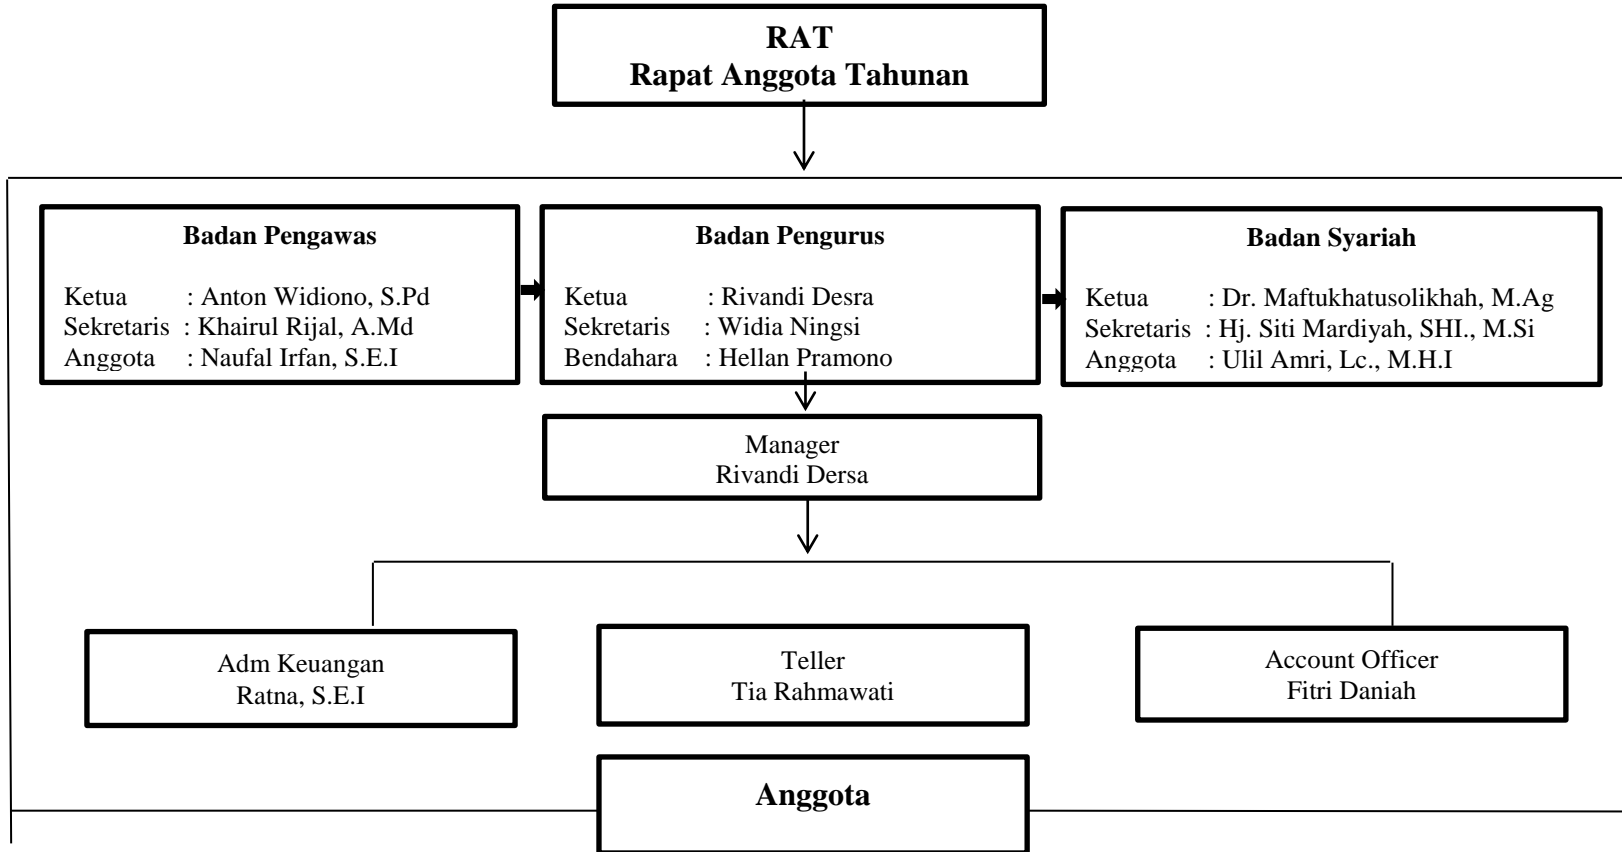 RAT
Rapat Anggota Tahunan
Badan Pengawas
Ketua : Anton Widiono, S.Pd
Sekretaris : Khairul Rijal, A.Md
Anggota : Naufal Irfan, S.E.I
Badan Pengurus
Ketua : Rivandi Desra
Sekretaris : Widia Ningsi
Bendahara : Hellan Pramono
Badan Syariah
Ketua : Dr. Maftukhatusolikhah, M.Ag
Sekretaris : Hj. Siti Mardiyah, SHI., M.Si
Anggota : Ulil Amri, Lc., M.H.I
Manager
Rivandi Dersa
Adm Keuangan
Ratna, S.E.I
Teller
Tia Rahmawati
Account Officer
Fitri Daniah
Anggota